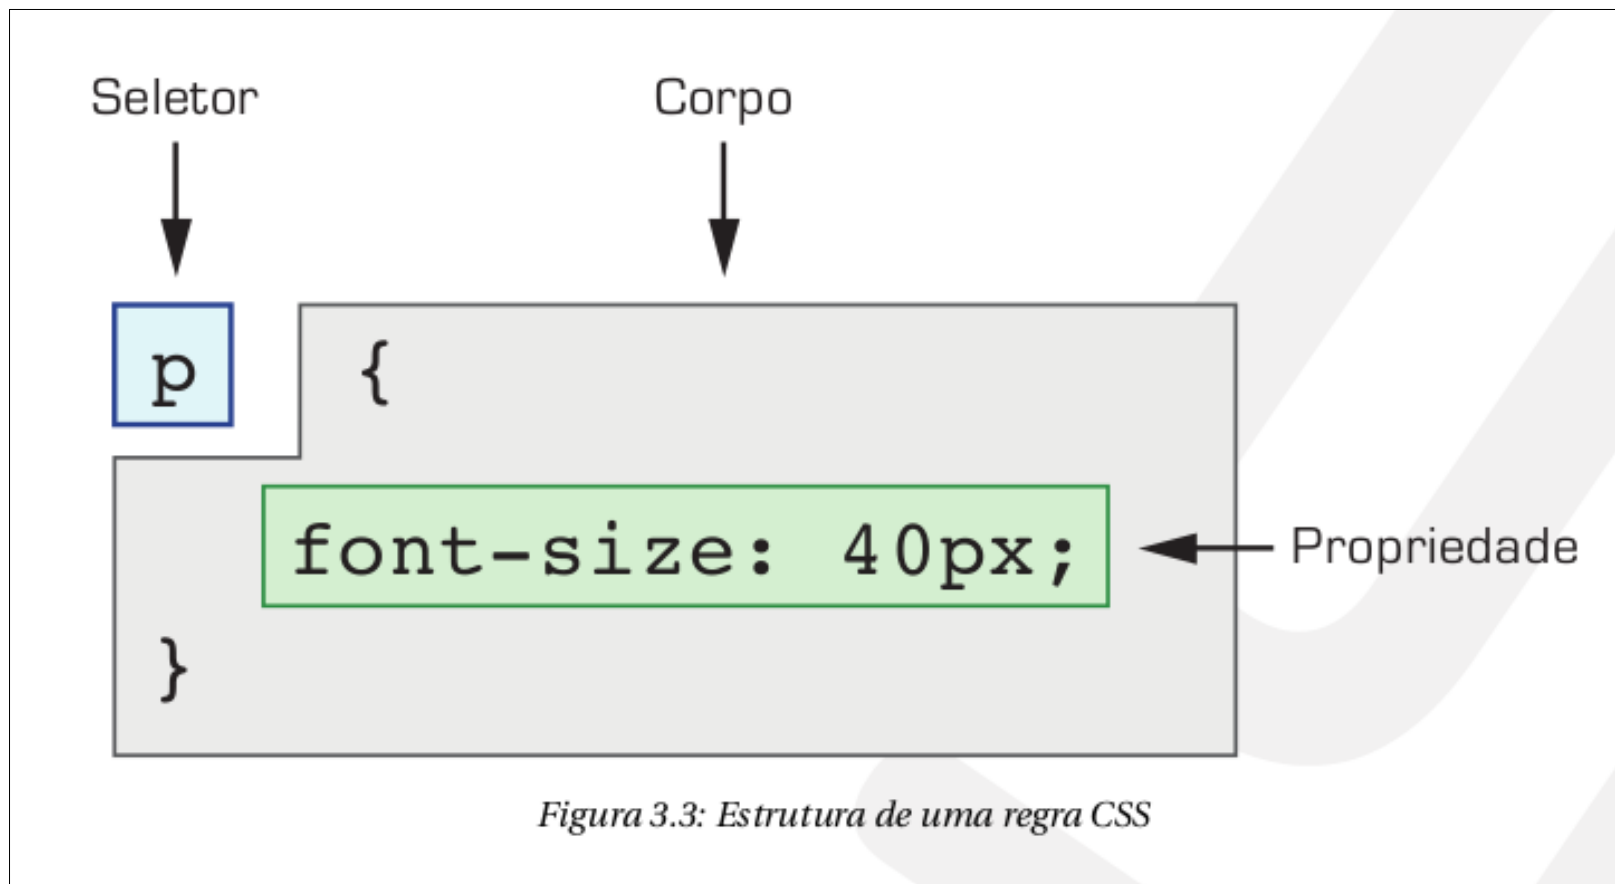 Seletor Corpo
p {
font-size: 40px; Propriedade
}
Figura 3.3: Estrutura de uma regra CSS